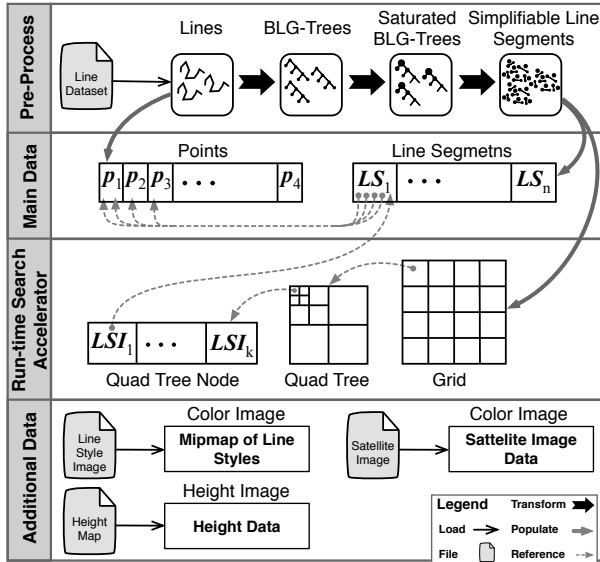 Pre-Process
Line
Dataset
Lines
BLG-Trees
Saturated
BLG-Trees
Simplifiable Line
Segments
Main Data
Points
p1 p2 p3 • • • p4
Line Segmetns
LS1 • • • LSn
Run-time Search
Accelerator
LSI1 • • • LSIk
Quad Tree Node
Quad Tree
Grid
Additional Data
Line
Style
Image
Color Image
Mipmap of Line
Styles
Satellite
Image
Color Image
Sattelite Image
Data
Height
Map
Height Image
Height Data
Legend
Transform
Load
Populate
File
Reference